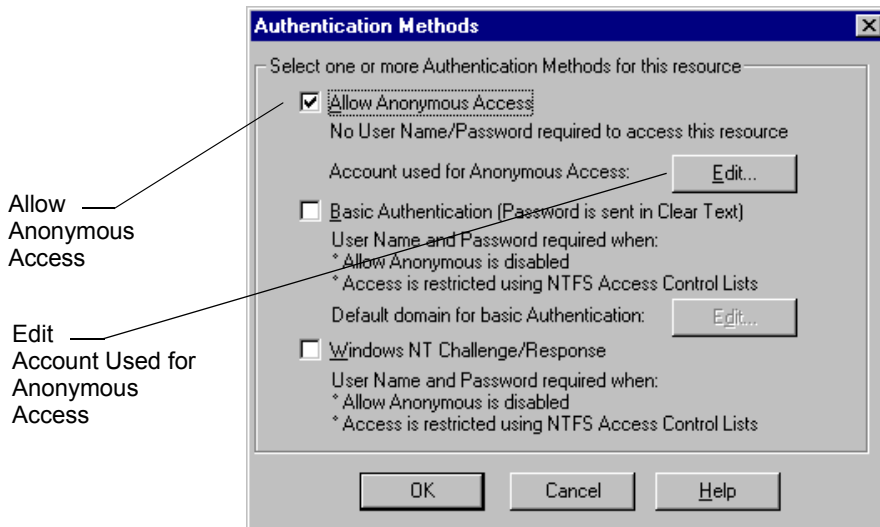 Authentication Methods
Select one or more Authentication Methods for this resource
Allow Anonymous Access
No User Name/Password required to access this resource
Account used for Anonymous Access:
Edit...
Basic Authentication (Password is sent in Clear Text)
User Name and Password required when:
* Allow Anonymous is disabled
* Access is restricted using NTFS Access Control Lists
Default domain for basic Authentication:
Edit...
Windows NT Challenge/Response
User Name and Password required when:
* Allow Anonymous is disabled
* Access is restricted using NTFS Access Control Lists
OK
Cancel
Help
Allow
Anonymous
Access
Edit
Account Used for
Anonymous
Access